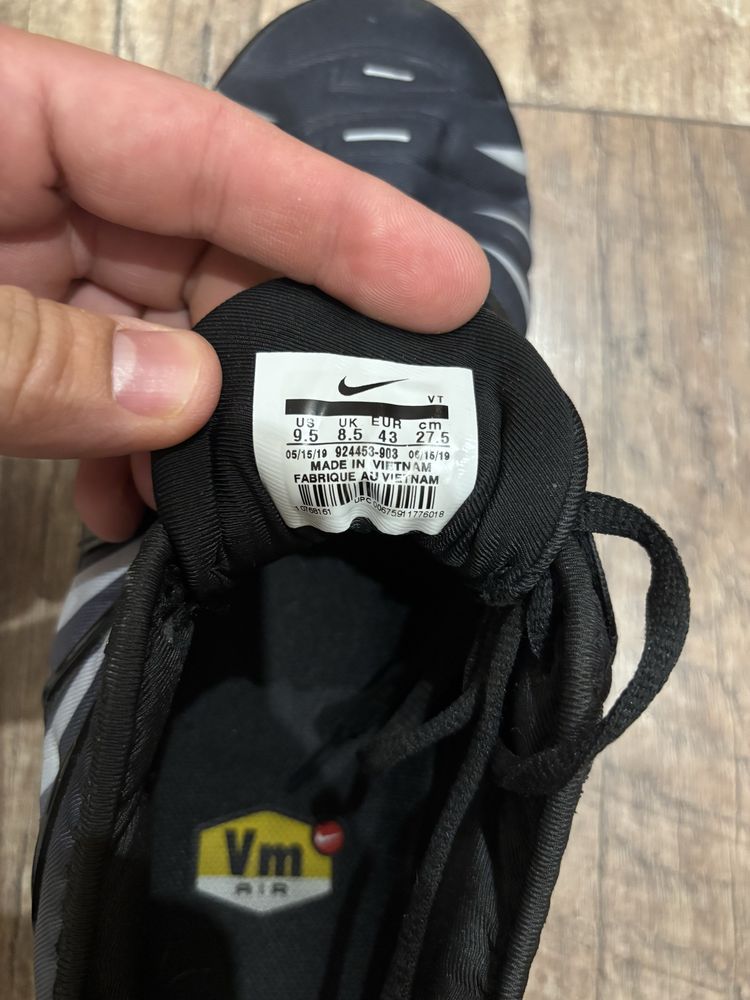 VT
US UK EUR cm
9.5 8.5 43 27.5
05/15/19 924453-903 06/15/19
MADE IN VIETNAM
FABRIQUE AU VIETNAM
10768161 UPC 00675911776018
Vm
AIR